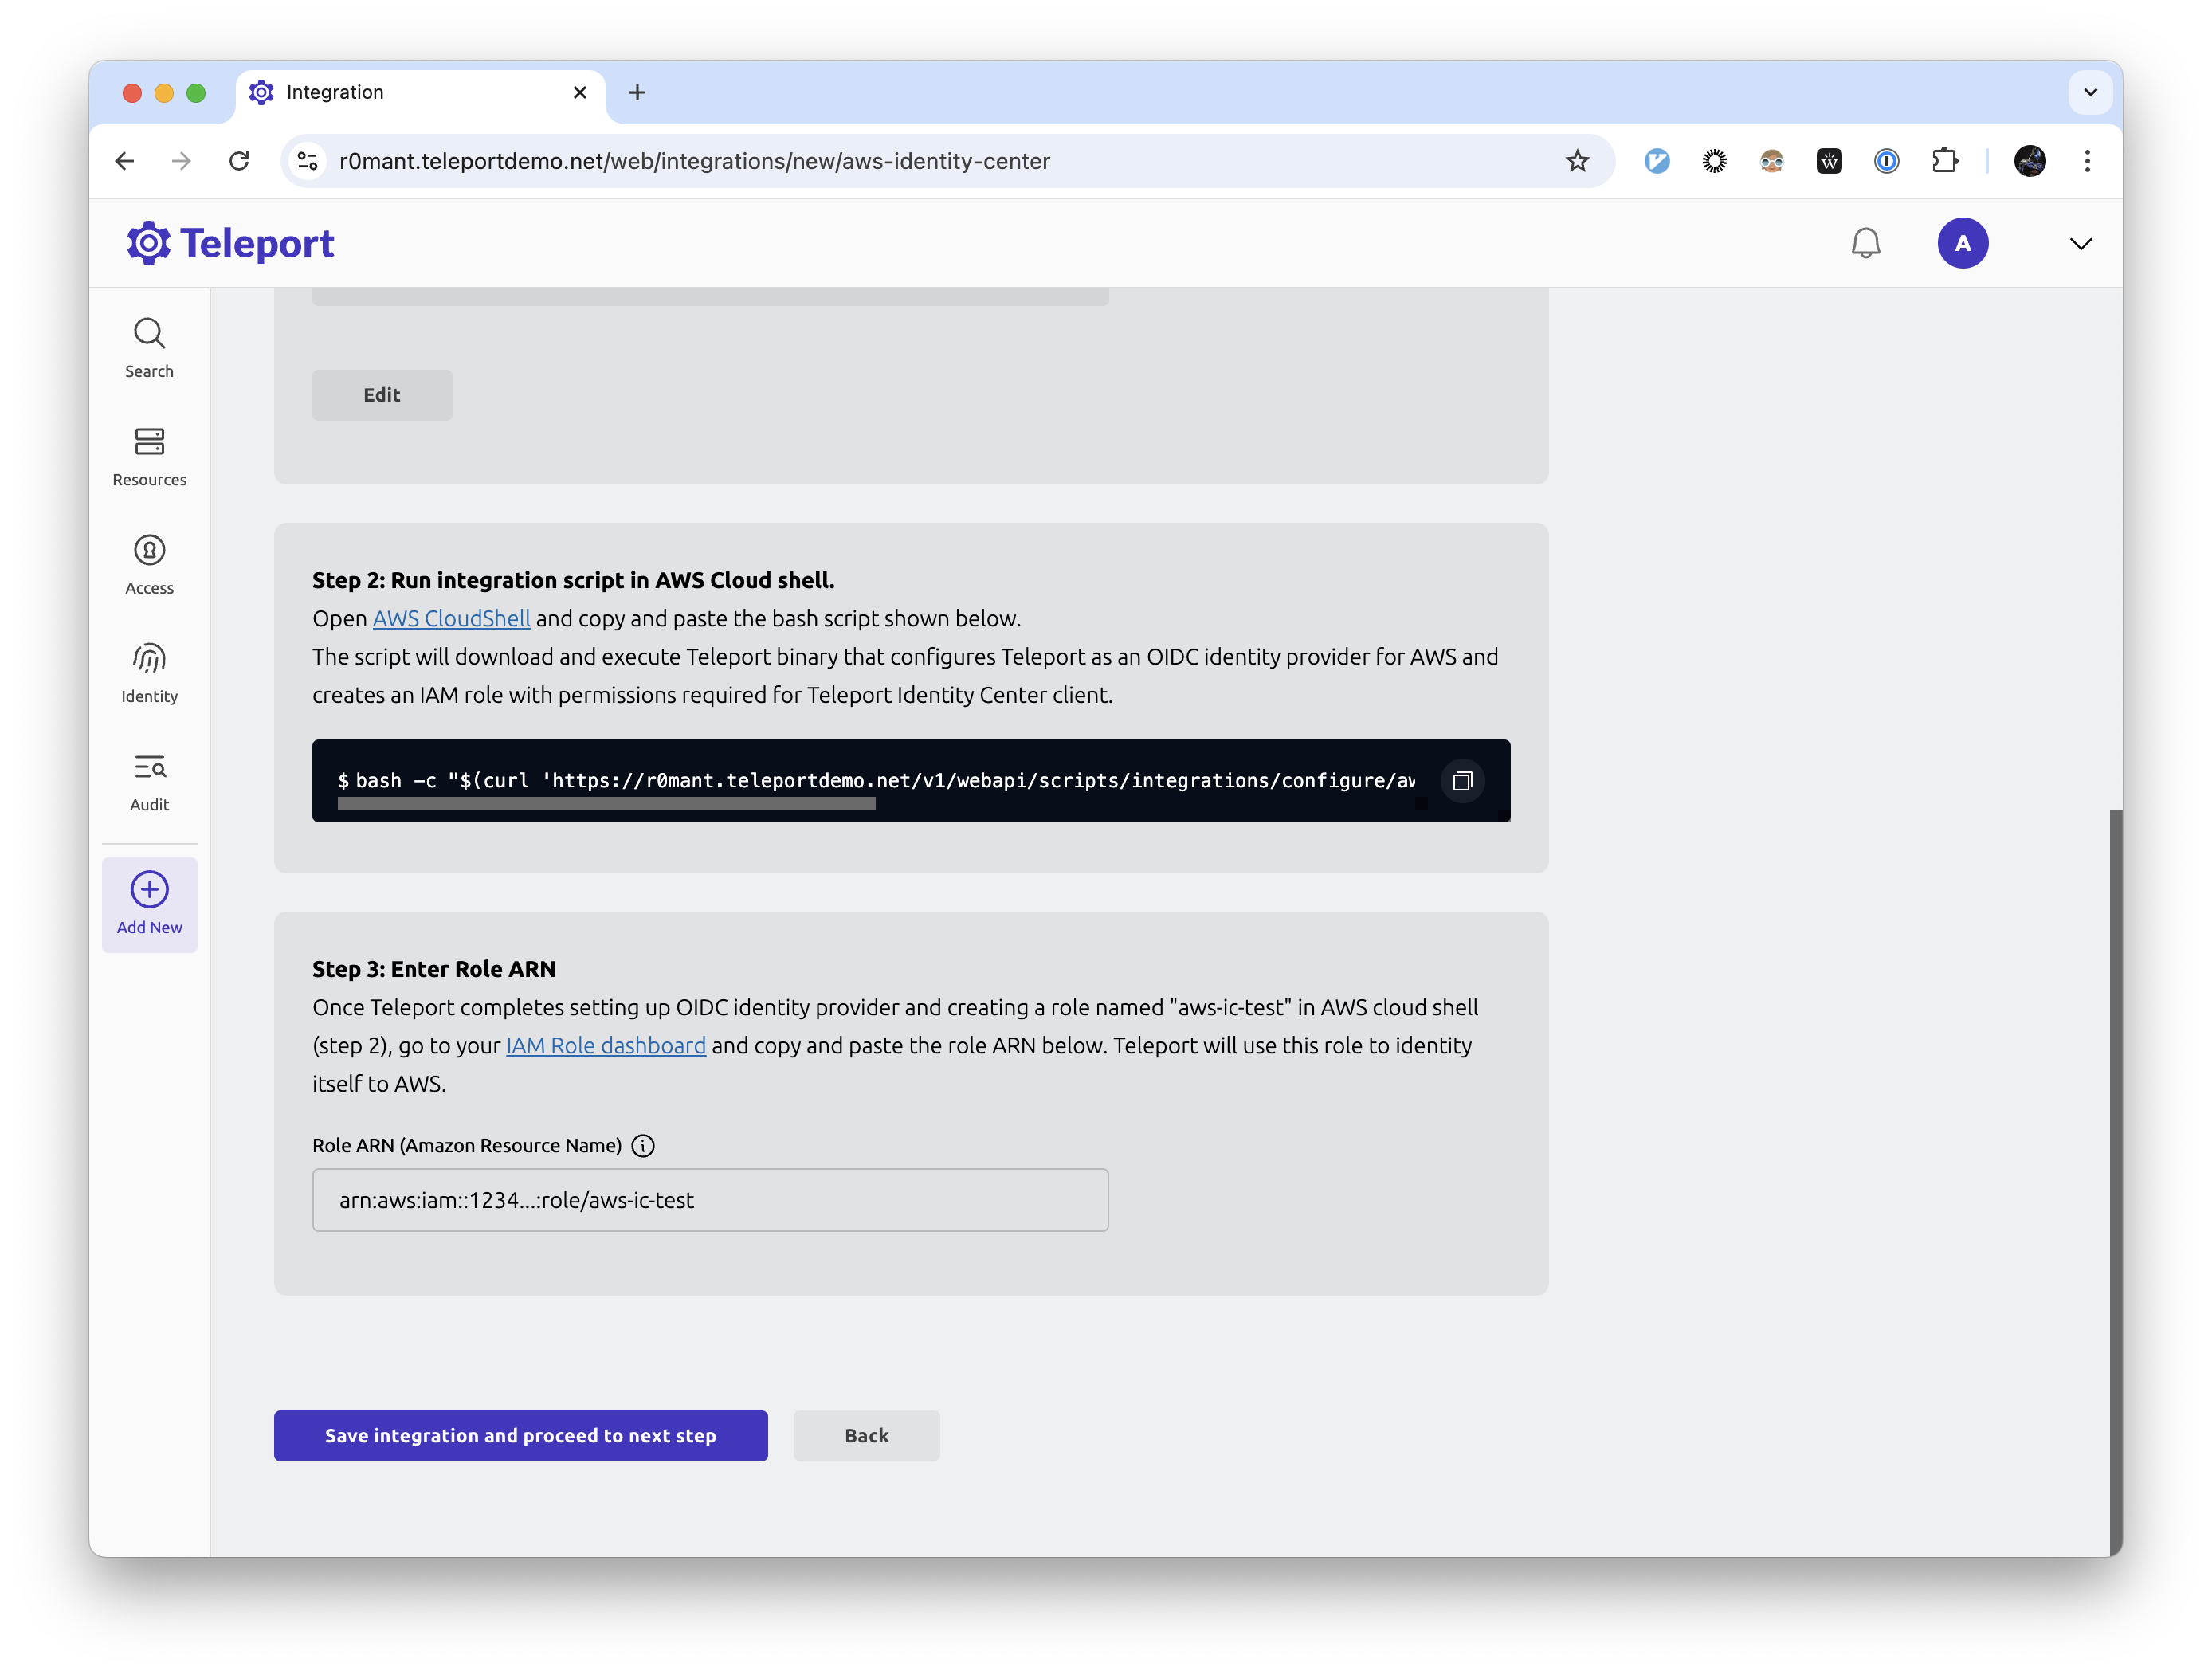 Integration
r0mant.teleportdemo.net/web/integrations/new/aws-identity-center
Teleport
A
Search
Resources
Access
Identity
Audit
Add New
Edit
Step 2: Run integration script in AWS Cloud shell.
Open AWS CloudShell and copy and paste the bash script shown below.
The script will download and execute Teleport binary that configures Teleport as an OIDC identity provider for AWS and
creates an IAM role with permissions required for Teleport Identity Center client.
$ bash -c "$(curl 'https://r0mant.teleportdemo.net/v1/webapi/scripts/integrations/configure/aw
Step 3: Enter Role ARN
Once Teleport completes setting up OIDC identity provider and creating a role named "aws-ic-test" in AWS cloud shell
(step 2), go to your IAM Role dashboard and copy and paste the role ARN below. Teleport will use this role to identity
itself to AWS.
Role ARN (Amazon Resource Name)
arn:aws:iam::1234...:role/aws-ic-test
Save integration and proceed to next step
Back